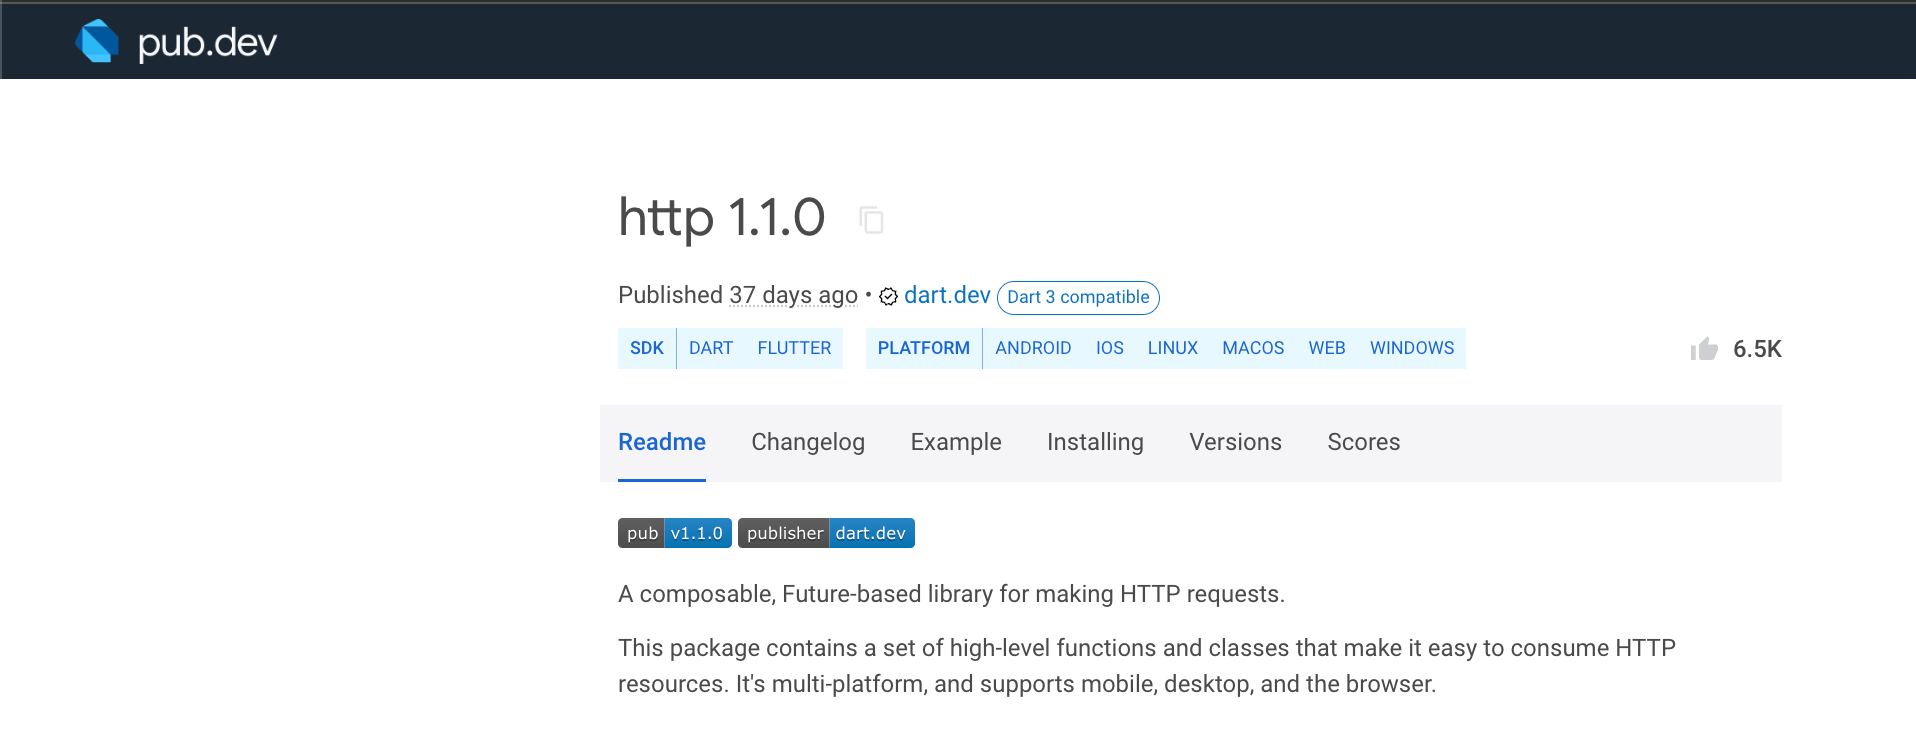 pub.dev
http 1.1.0
Published 37 days ago • dart.dev Dart 3 compatible
SDK DART FLUTTER PLATFORM ANDROID IOS LINUX MACOS WEB WINDOWS 6.5K
Readme Changelog Example Installing Versions Scores
pub v1.1.0 publisher dart.dev
A composable, Future-based library for making HTTP requests.
This package contains a set of high-level functions and classes that make it easy to consume HTTP
resources. It's multi-platform, and supports mobile, desktop, and the browser.